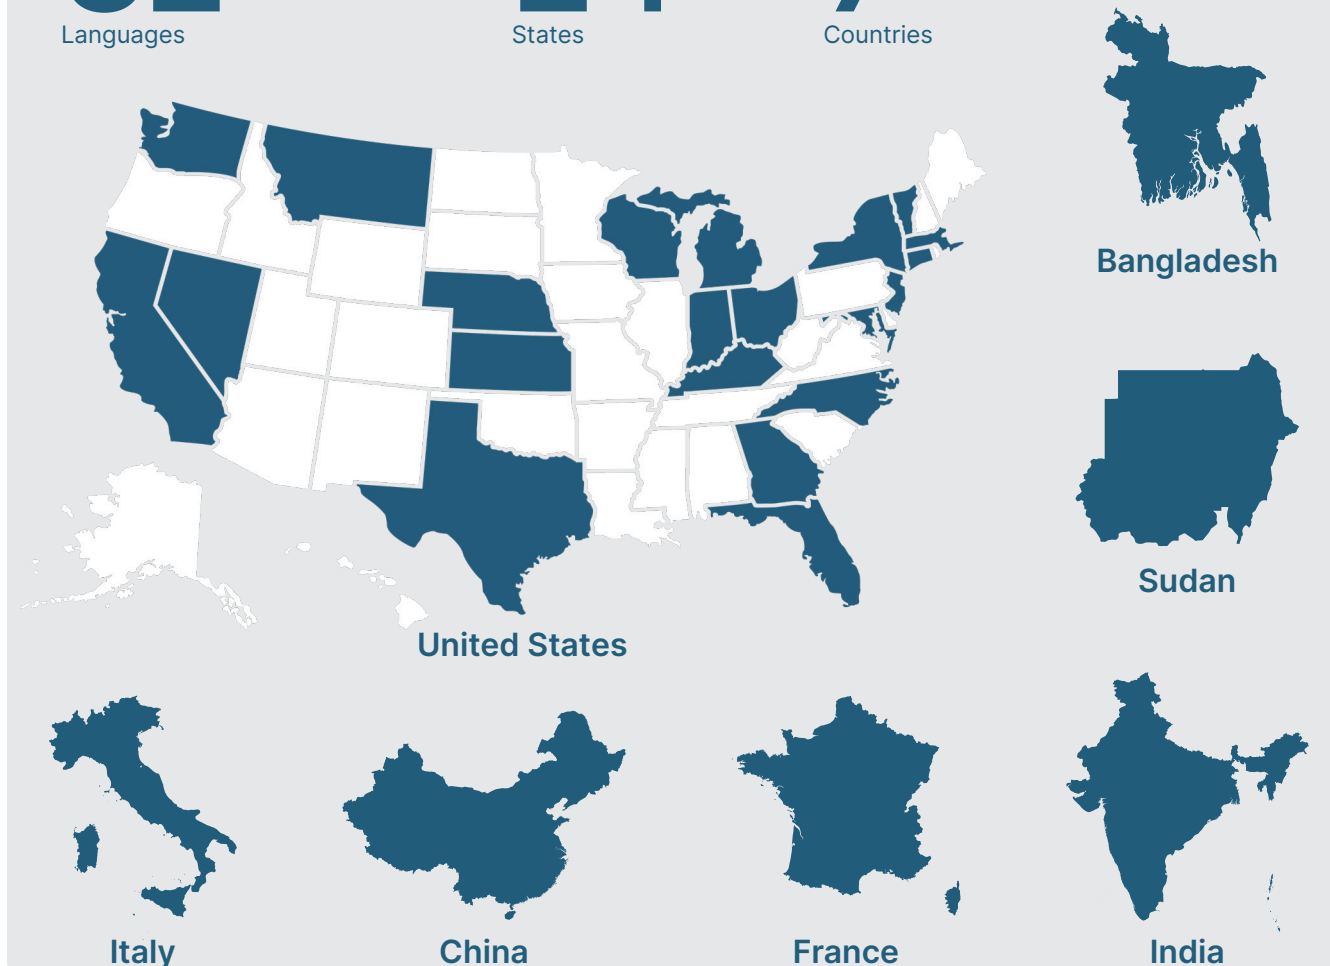 Languages
States
Countries
Bangladesh
Sudan
United States
Italy
China
France
India